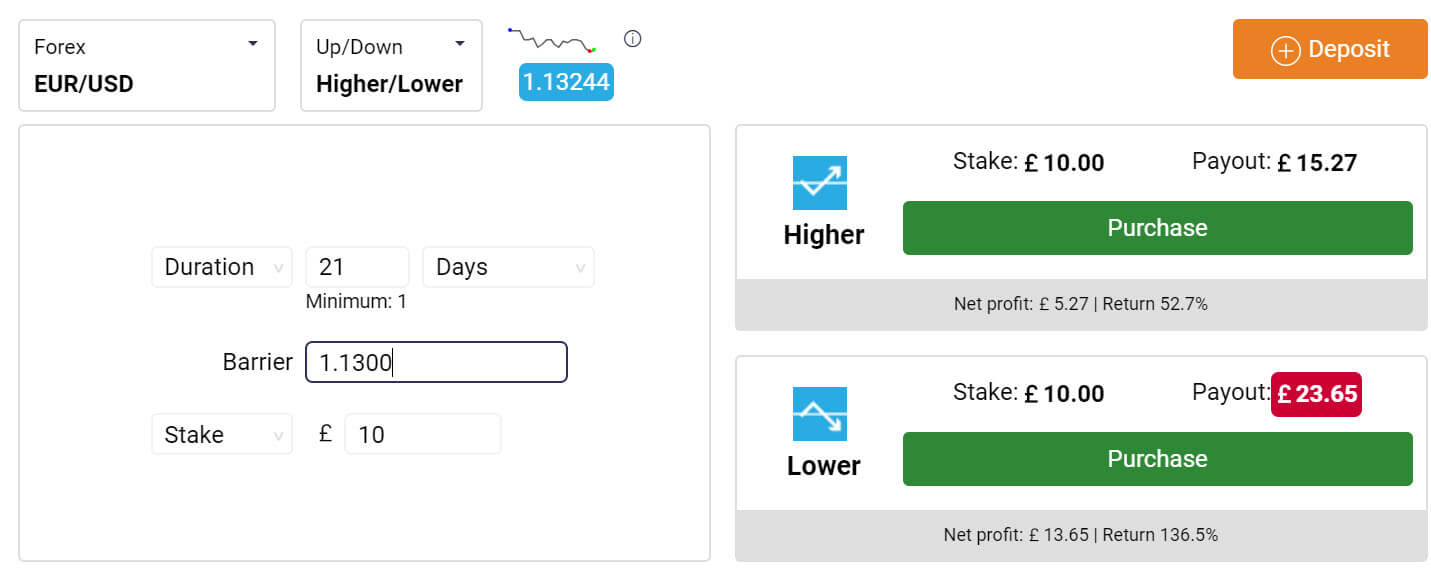 Forex
EUR/USD
Up/Down
Higher/Lower
1.13244
Deposit
Duration 21 Days
Minimum: 1
Barrier 1.1300
Stake £ 10
Stake: £ 10.00 Payout: £ 15.27
Higher
Purchase
Net profit: £ 5.27 | Return 52.7%
Stake: £ 10.00 Payout: £ 23.65
Lower
Purchase
Net profit: £ 13.65 | Return 136.5%